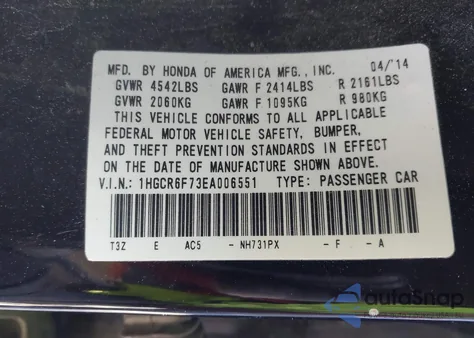 MFD. BY HONDA OF AMERICA MFG., INC. 04/'14
GVWR 4542LBS GAWR F 2414LBS R 2161LBS
GVWR 2060KG GAWR F 1095KG R 980KG
THIS VEHICLE CONFORMS TO ALL APPLICABLE
FEDERAL MOTOR VEHICLE SAFETY, BUMPER,
AND THEFT PREVENTION STANDARDS IN EFFECT
ON THE DATE OF MANUFACTURE SHOWN ABOVE.
V.I.N.: 1HGCR6F73EA006551 TYPE: PASSENGER CAR
T3Z E AC5 - NH731PX - F - A
autoSnap